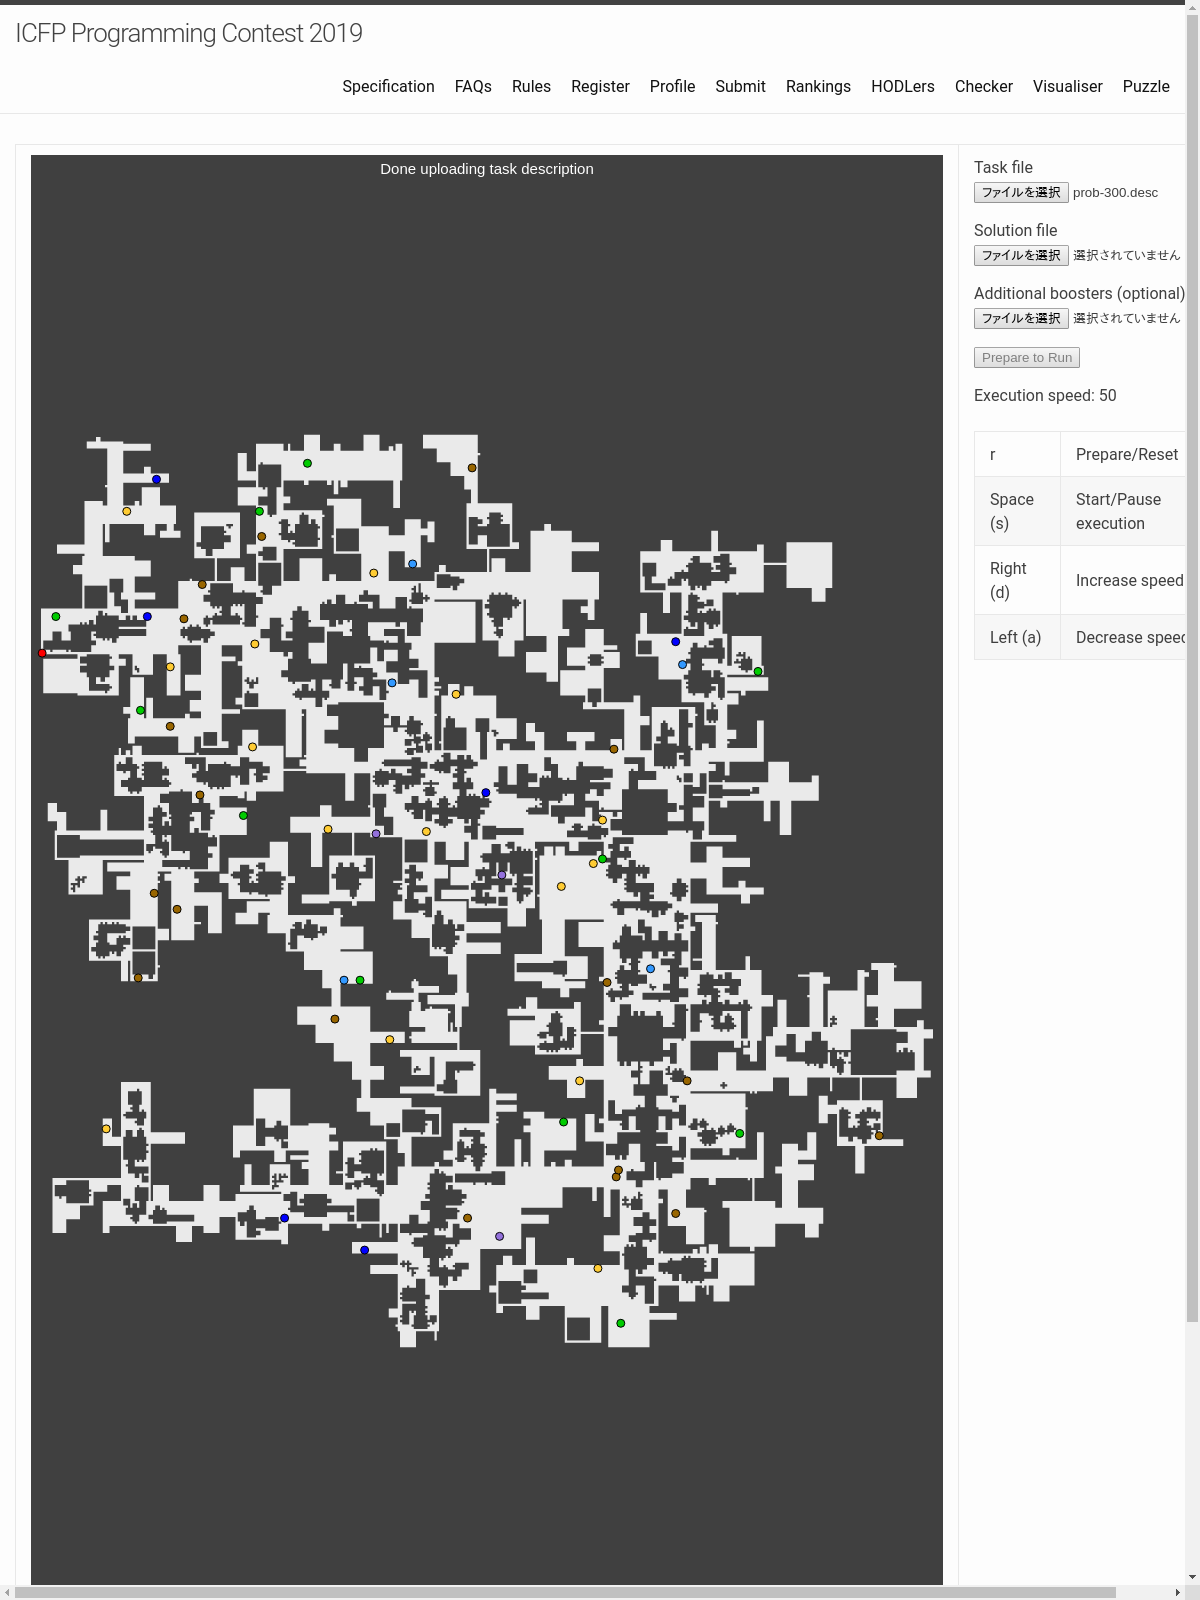 ICFP Programming Contest 2019
Specification FAQs Rules Register Profile Submit Rankings HODLers Checker Visualiser Puzzle
Done uploading task description
Task file
ファイルを選択 prob-300.desc
Solution file
ファイルを選択 選択されていません
Additional boosters (optional)
ファイルを選択 選択されていません
Prepare to Run
Execution speed: 50
r Prepare/Reset
Space Start/Pause
(s) execution
Right
(d) Increase speed
Left (a) Decrease speed